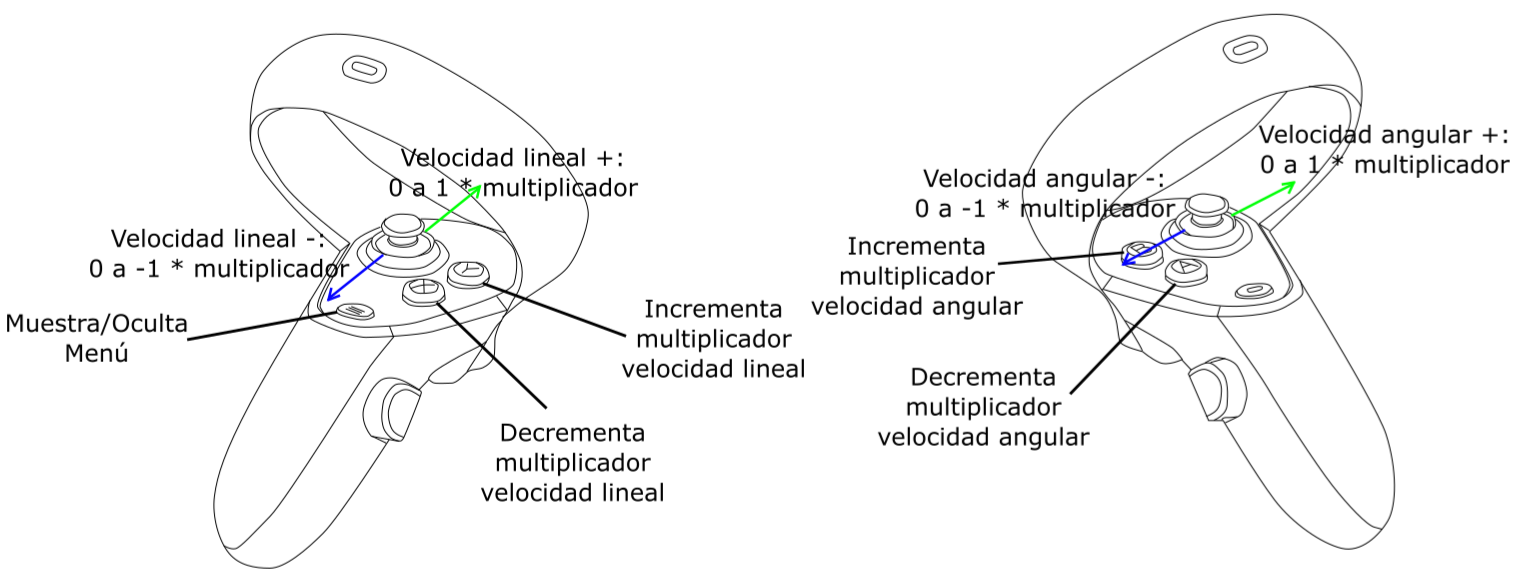 Velocidad lineal +:
0 a 1 * multiplicador
Velocidad lineal -:
0 a -1 * multiplicador
Muestra/Oculta
Menú
Incrementa
multiplicador
velocidad lineal
Decrementa
multiplicador
velocidad lineal
Velocidad angular +:
0 a 1 * multiplicador
Velocidad angular -:
0 a -1 * multiplicador
Incrementa
multiplicador
velocidad angular
Decrementa
multiplicador
velocidad angular
B
A